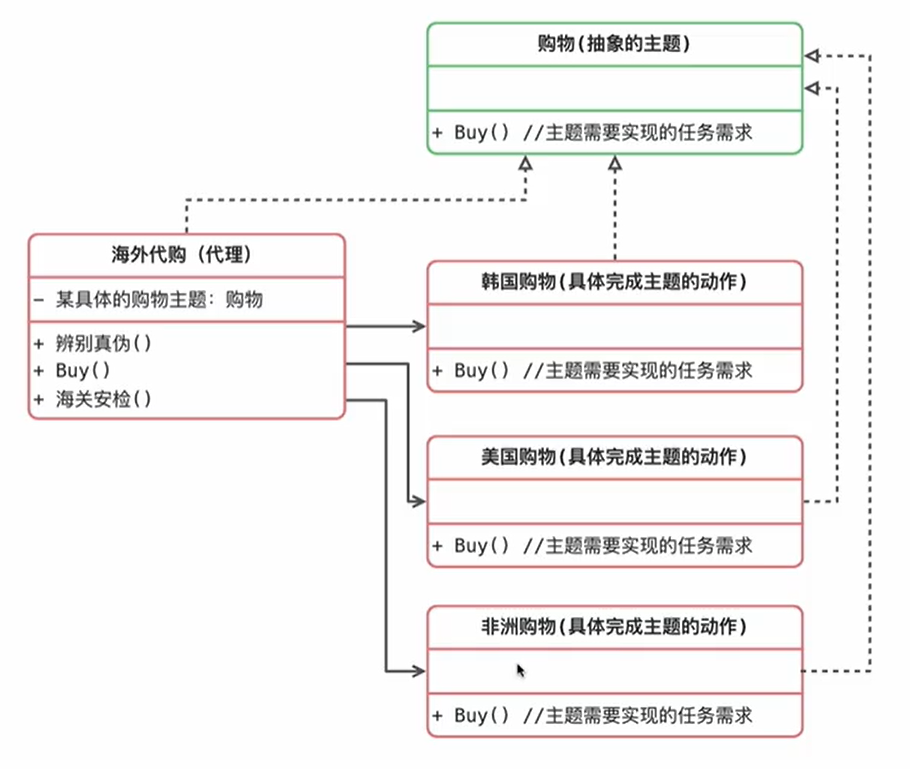 购物(抽象的主题)
+ Buy() //主题需要实现的任务需求
海外代购（代理）
- 某具体的购物主题：购物
+ 辨别真伪()
+ Buy()
+ 海关安检()
韩国购物(具体完成主题的动作)
+ Buy() //主题需要实现的任务需求
美国购物(具体完成主题的动作)
+ Buy() //主题需要实现的任务需求
非洲购物(具体完成主题的动作)
+ Buy() //主题需要实现的任务需求